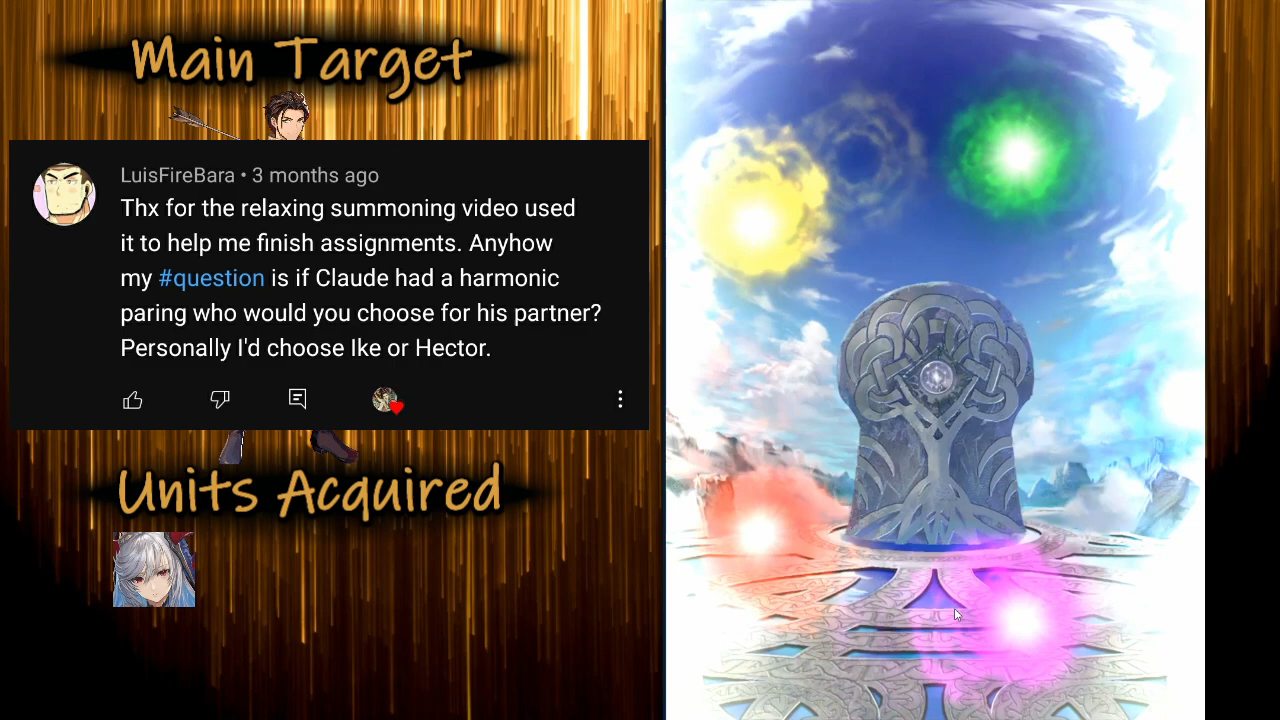 Main Target
LuisFireBara • 3 months ago
Thx for the relaxing summoning video used
it to help me finish assignments. Anyhow
my #question is if Claude had a harmonic
paring who would you choose for his partner?
Personally I'd choose Ike or Hector.
Units Acquired